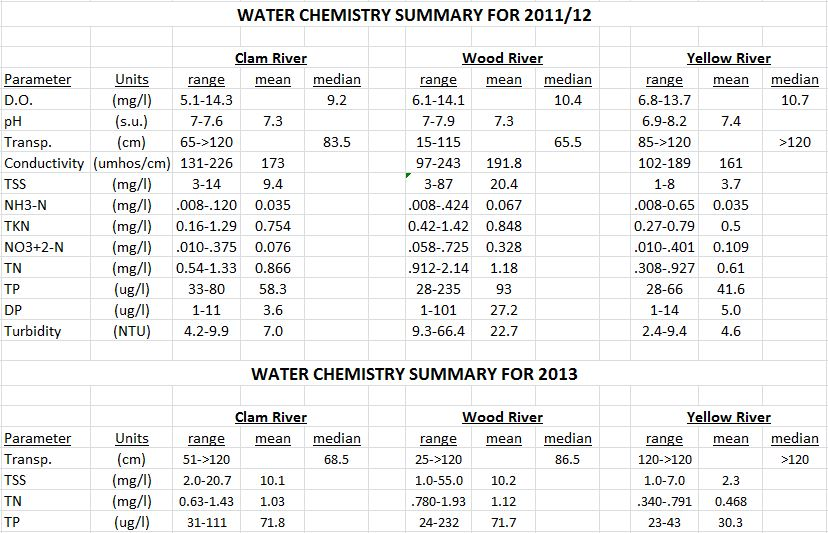 WATER CHEMISTRY SUMMARY FOR 2011/12
Clam River Wood River Yellow River
Parameter Units range mean median range mean median range mean median
D.O. (mg/l) 5.1-14.3 9.2 6.1-14.1 10.4 6.8-13.7 10.7
pH (s.u.) 7-7.6 7.3 7-7.9 7.3 6.9-8.2 7.4
Transp. (cm) 65->120 83.5 15-115 65.5 85->120 >120
Conductivity (umhos/cm) 131-226 173 97-243 191.8 102-189 161
TSS (mg/l) 3-14 9.4 3-87 20.4 1-8 3.7
NH3-N (mg/l) .008-.120 0.035 .008-.424 0.067 .008-0.65 0.035
TKN (mg/l) 0.16-1.29 0.754 0.42-1.42 0.848 0.27-0.79 0.5
NO3+2-N (mg/l) .010-.375 0.076 .058-.725 0.328 .010-.401 0.109
TN (mg/l) 0.54-1.33 0.866 .912-2.14 1.18 .308-.927 0.61
TP (ug/l) 33-80 58.3 28-235 93 28-66 41.6
DP (ug/l) 1-11 3.6 1-101 27.2 1-14 5.0
Turbidity (NTU) 4.2-9.9 7.0 9.3-66.4 22.7 2.4-9.4 4.6
WATER CHEMISTRY SUMMARY FOR 2013
Clam River Wood River Yellow River
Parameter Units range mean median range mean median range mean median
Transp. (cm) 51->120 68.5 25->120 86.5 120->120 >120
TSS (mg/l) 2.0-20.7 10.1 1.0-55.0 10.2 1.0-7.0 2.3
TN (mg/l) 0.63-1.43 1.03 .780-1.93 1.12 .340-.791 0.468
TP (ug/l) 31-111 71.8 24-232 71.7 23-43 30.3